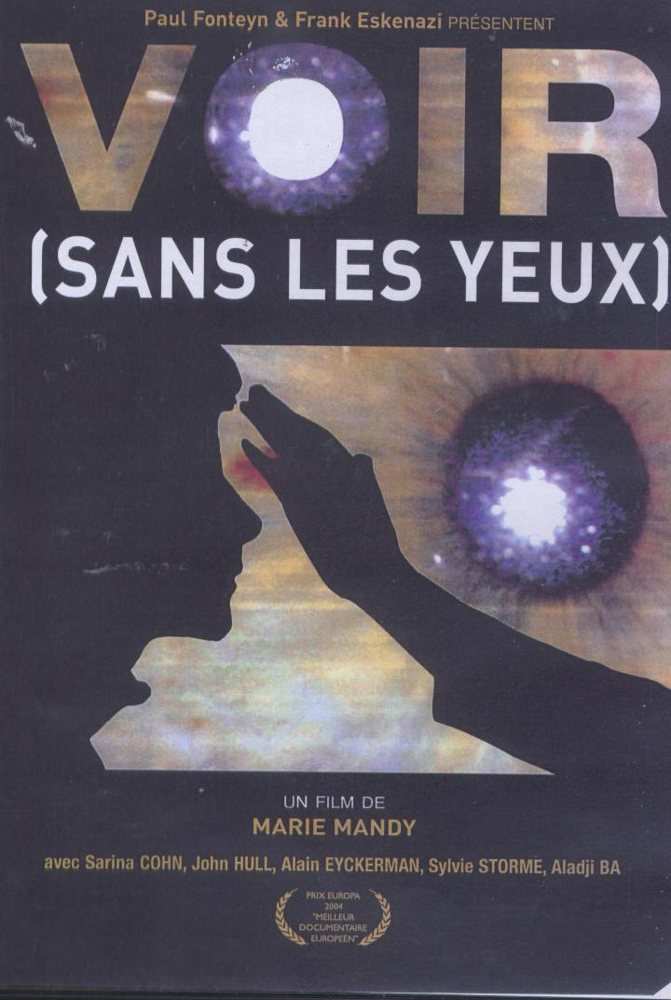 Paul Fonteyn & Frank Eskenazi PRÉSENTENT
VOIR
(SANS LES YEUX)
UN FILM DE
MARIE MANDY
avec Sarina COHN, John HULL, Alain EYCKERMAN, Sylvie STORME, Aladji BA
PRIX EUROPA
2004
"MEILLEUR
DOCUMENTAIRE
EUROPEEN"